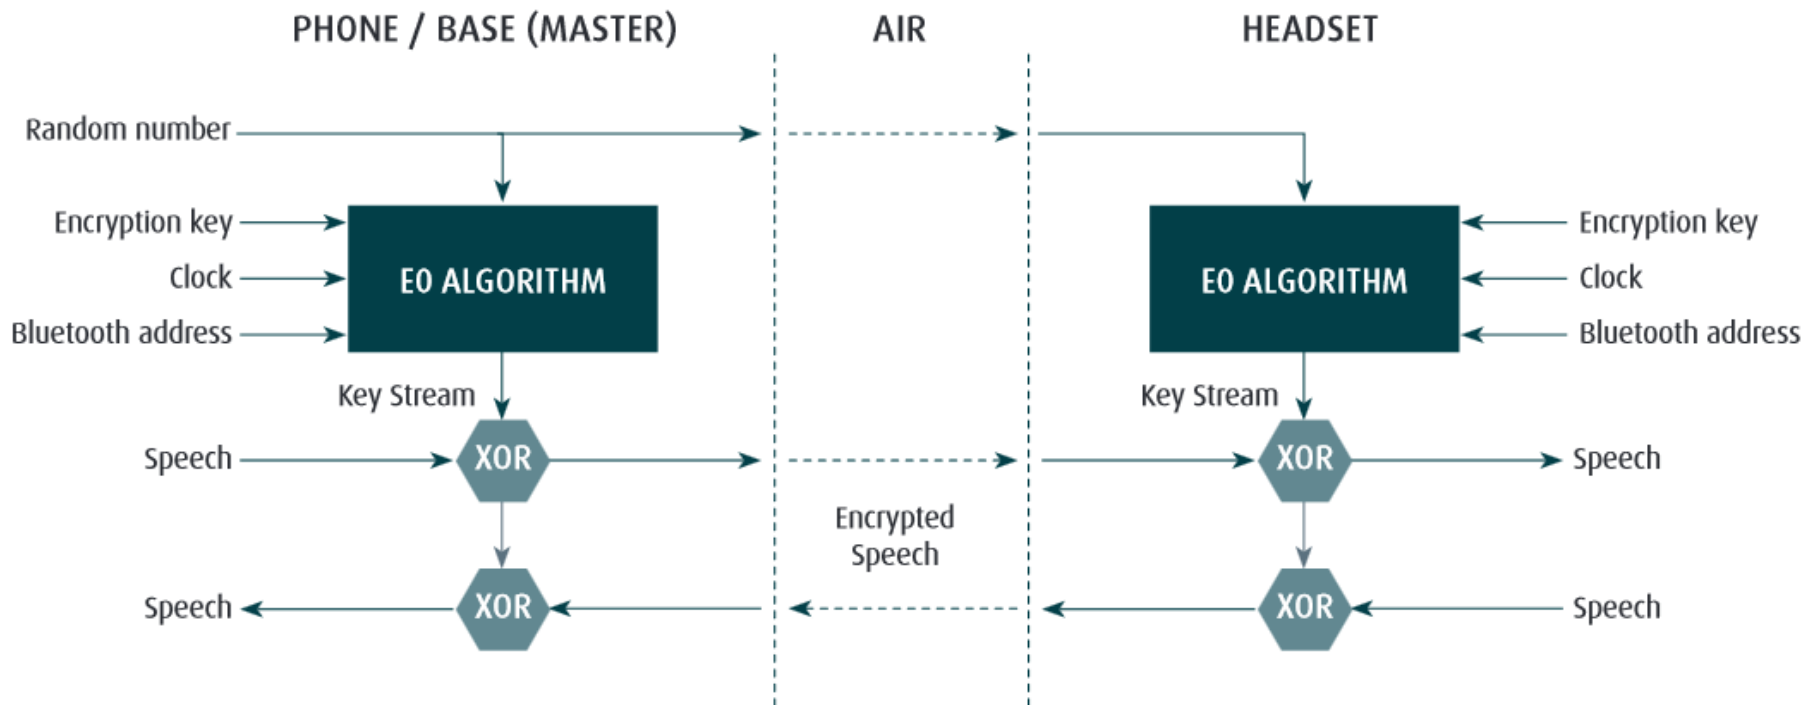 PHONE / BASE (MASTER) AIR HEADSET
Random number
Encryption key Encryption key
Clock E0 ALGORITHM E0 ALGORITHM Clock
Bluetooth address Bluetooth address
Key Stream Key Stream
Speech XOR XOR Speech
Encrypted
Speech
Speech XOR XOR Speech